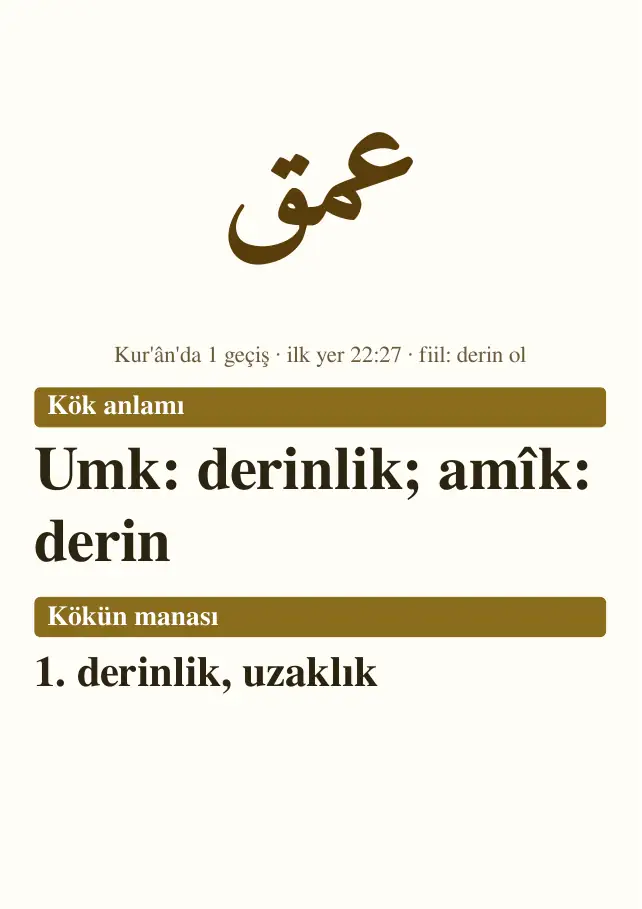 عمق
Kur'ân'da 1 geçiş · ilk yer 22:27 · fiil: derin ol
Kök anlamı
Umk: derinlik; amîk:
derin
Kökün manası
1. derinlik, uzaklık